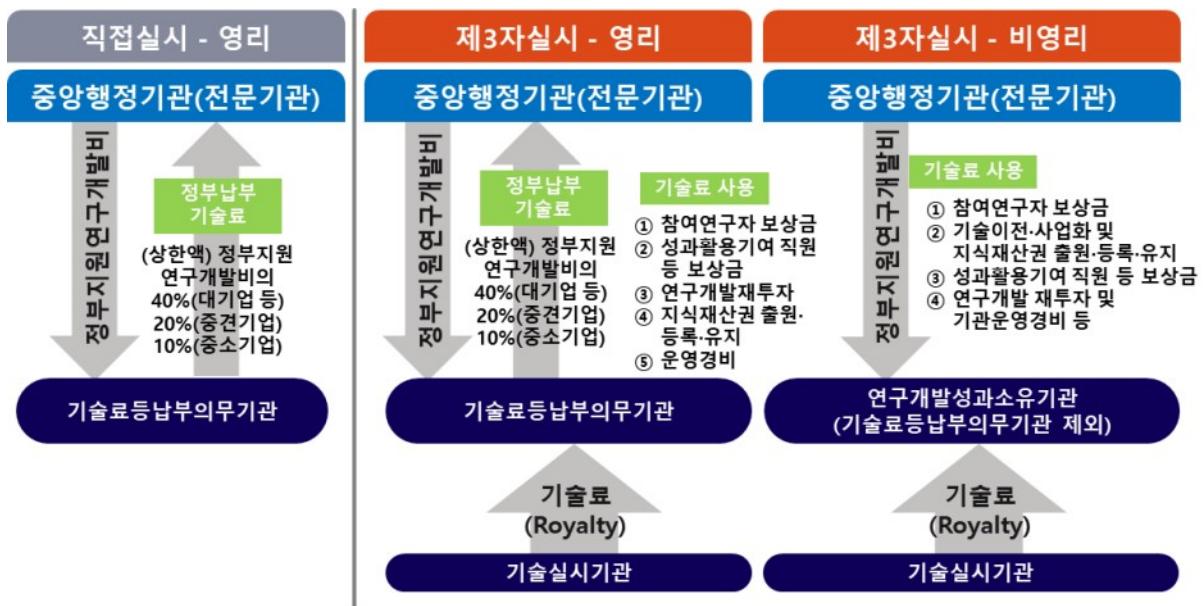 직접실시 - 영리
중앙행정기관(전문기관)
정부지원연구개발비
정부납부
기술료
(상한액) 정부지원
연구개발비의
40%(대기업 등)
20%(중견기업)
10%(중소기업)
기술료등납부의무기관
제3자실시 - 영리
중앙행정기관(전문기관)
정부지원연구개발비
정부납부
기술료
(상한액) 정부지원
연구개발비의
40%(대기업 등)
20%(중견기업)
10%(중소기업)
기술료 사용
① 참여연구자 보상금
② 성과활용기여 직원
등 보상금
③ 연구개발재투자
④ 지식재산권 출원·
등록·유지
⑤ 운영경비
기술료등납부의무기관
기술료
(Royalty)
기술실시기관
제3자실시 - 비영리
중앙행정기관(전문기관)
정부지원연구개발비
기술료 사용
① 참여연구자 보상금
② 기술이전·사업화 및
지식재산권 출원·등록·유지
③ 성과활용기여 직원 등 보상금
④ 연구개발 재투자 및
기관운영경비 등
연구개발성과소유기관
(기술료등납부의무기관 제외)
기술료
(Royalty)
기술실시기관